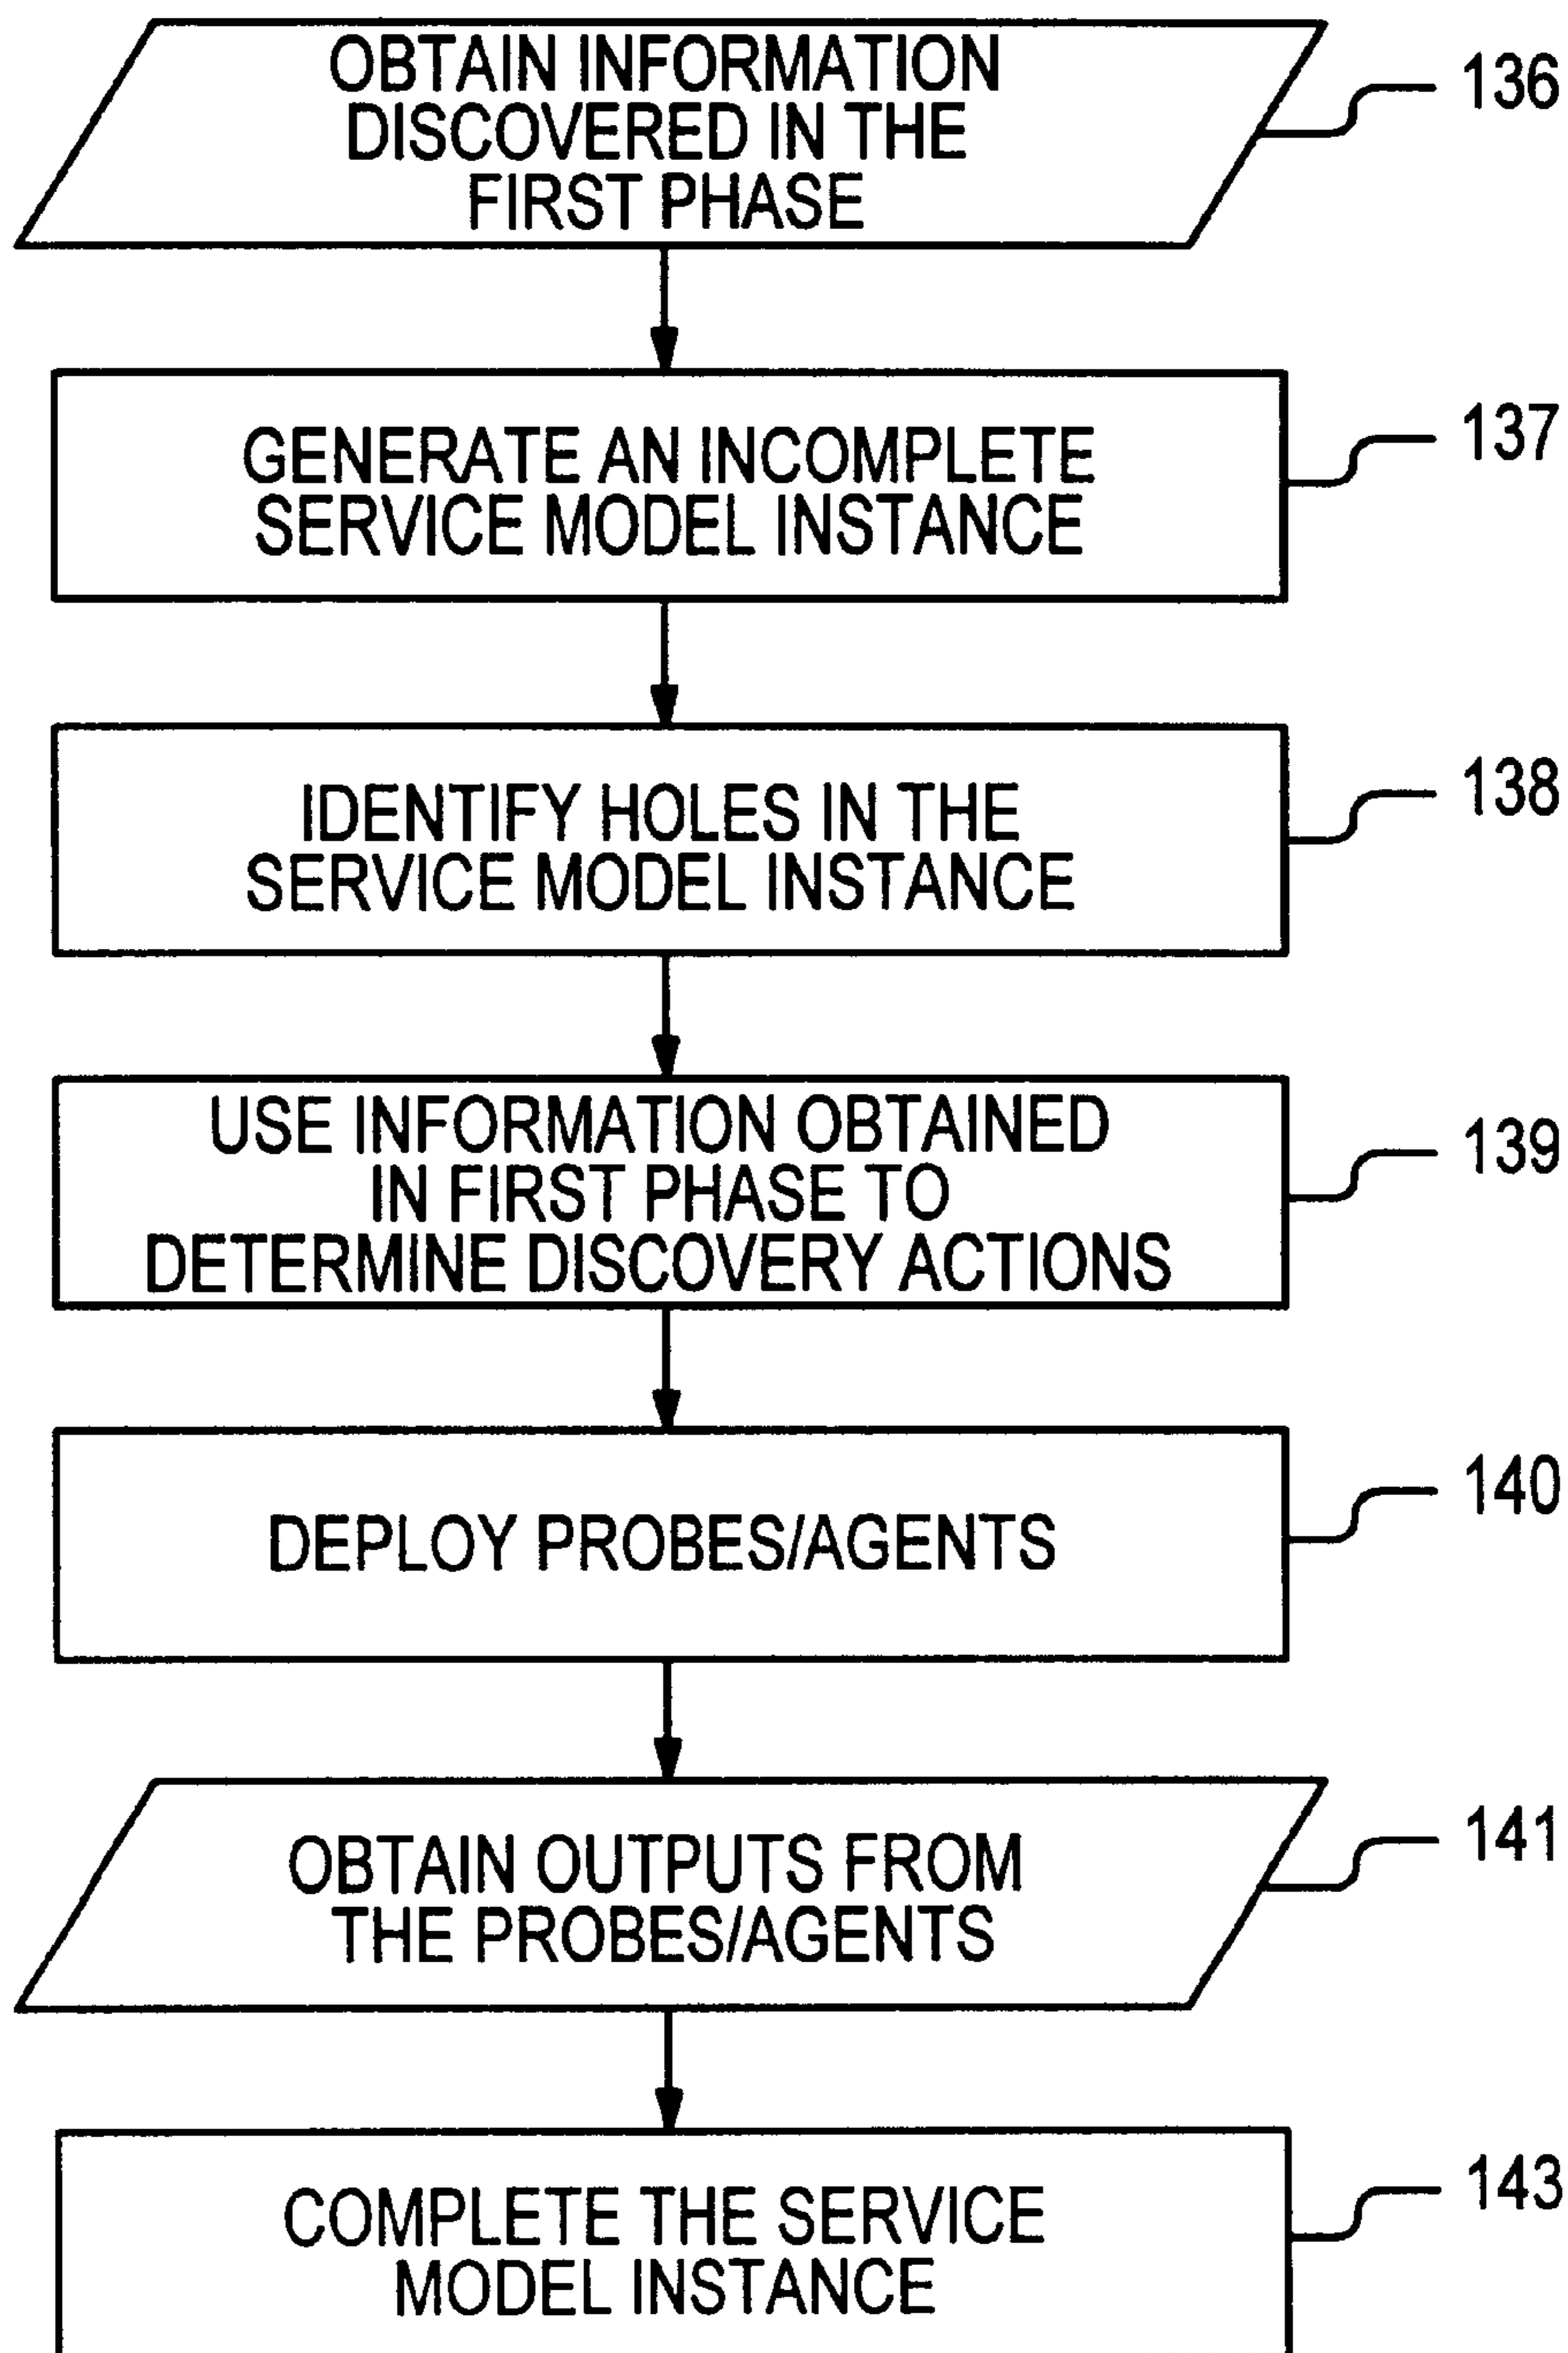 OBTAIN INFORMATION
DISCOVERED IN THE
FIRST PHASE
136
GENERATE AN INCOMPLETE
SERVICE MODEL INSTANCE
137
IDENTIFY HOLES IN THE
SERVICE MODEL INSTANCE
138
USE INFORMATION OBTAINED
IN FIRST PHASE TO
DETERMINE DISCOVERY ACTIONS
139
DEPLOY PROBES/AGENTS
140
OBTAIN OUTPUTS FROM
THE PROBES/AGENTS
141
COMPLETE THE SERVICE
MODEL INSTANCE
143